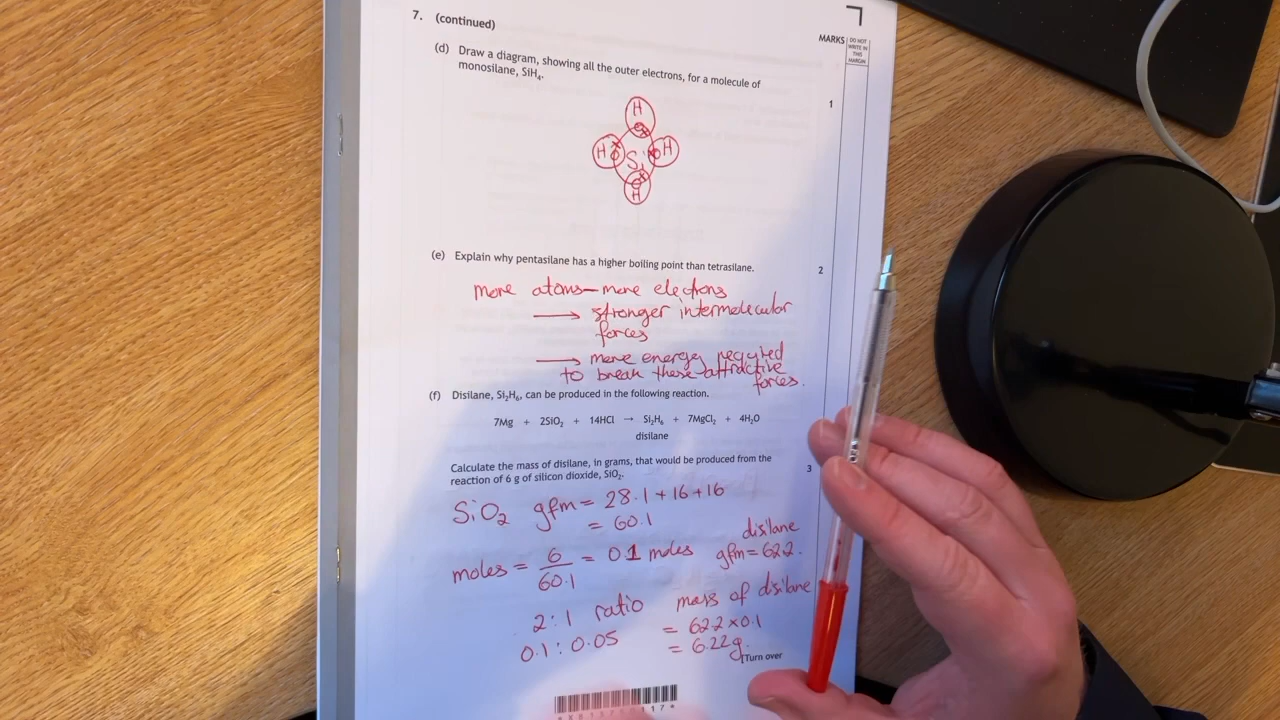 7. (continued)
MARKS
DO NOT
WRITE IN
THIS
MARGIN
(d) Draw a diagram, showing all the outer electrons, for a molecule of
monosilane, SiH₄.
1
H
H Si H
H
(e) Explain why pentasilane has a higher boiling point than tetrasilane.
2
more atoms—more electrons
→ stronger intermolecular
forces
→ more energy required
to break these attractive
forces.
(f) Disilane, Si₂H₆, can be produced in the following reaction.
7Mg + 2SiO₂ + 14HCl → Si₂H₆ + 7MgCl₂ + 4H₂O
disilane
Calculate the mass of disilane, in grams, that would be produced from the
reaction of 6 g of silicon dioxide, SiO₂.
3
SiO₂ gfm = 28.1 + 16 + 16
= 60.1
moles = 6/60.1 = 0.1 moles
disilane
gfm = 62.2.
2:1 ratio
0.1 : 0.05
mass of disilane
= 62.2 × 0.1
= 6.22g.
Turn over